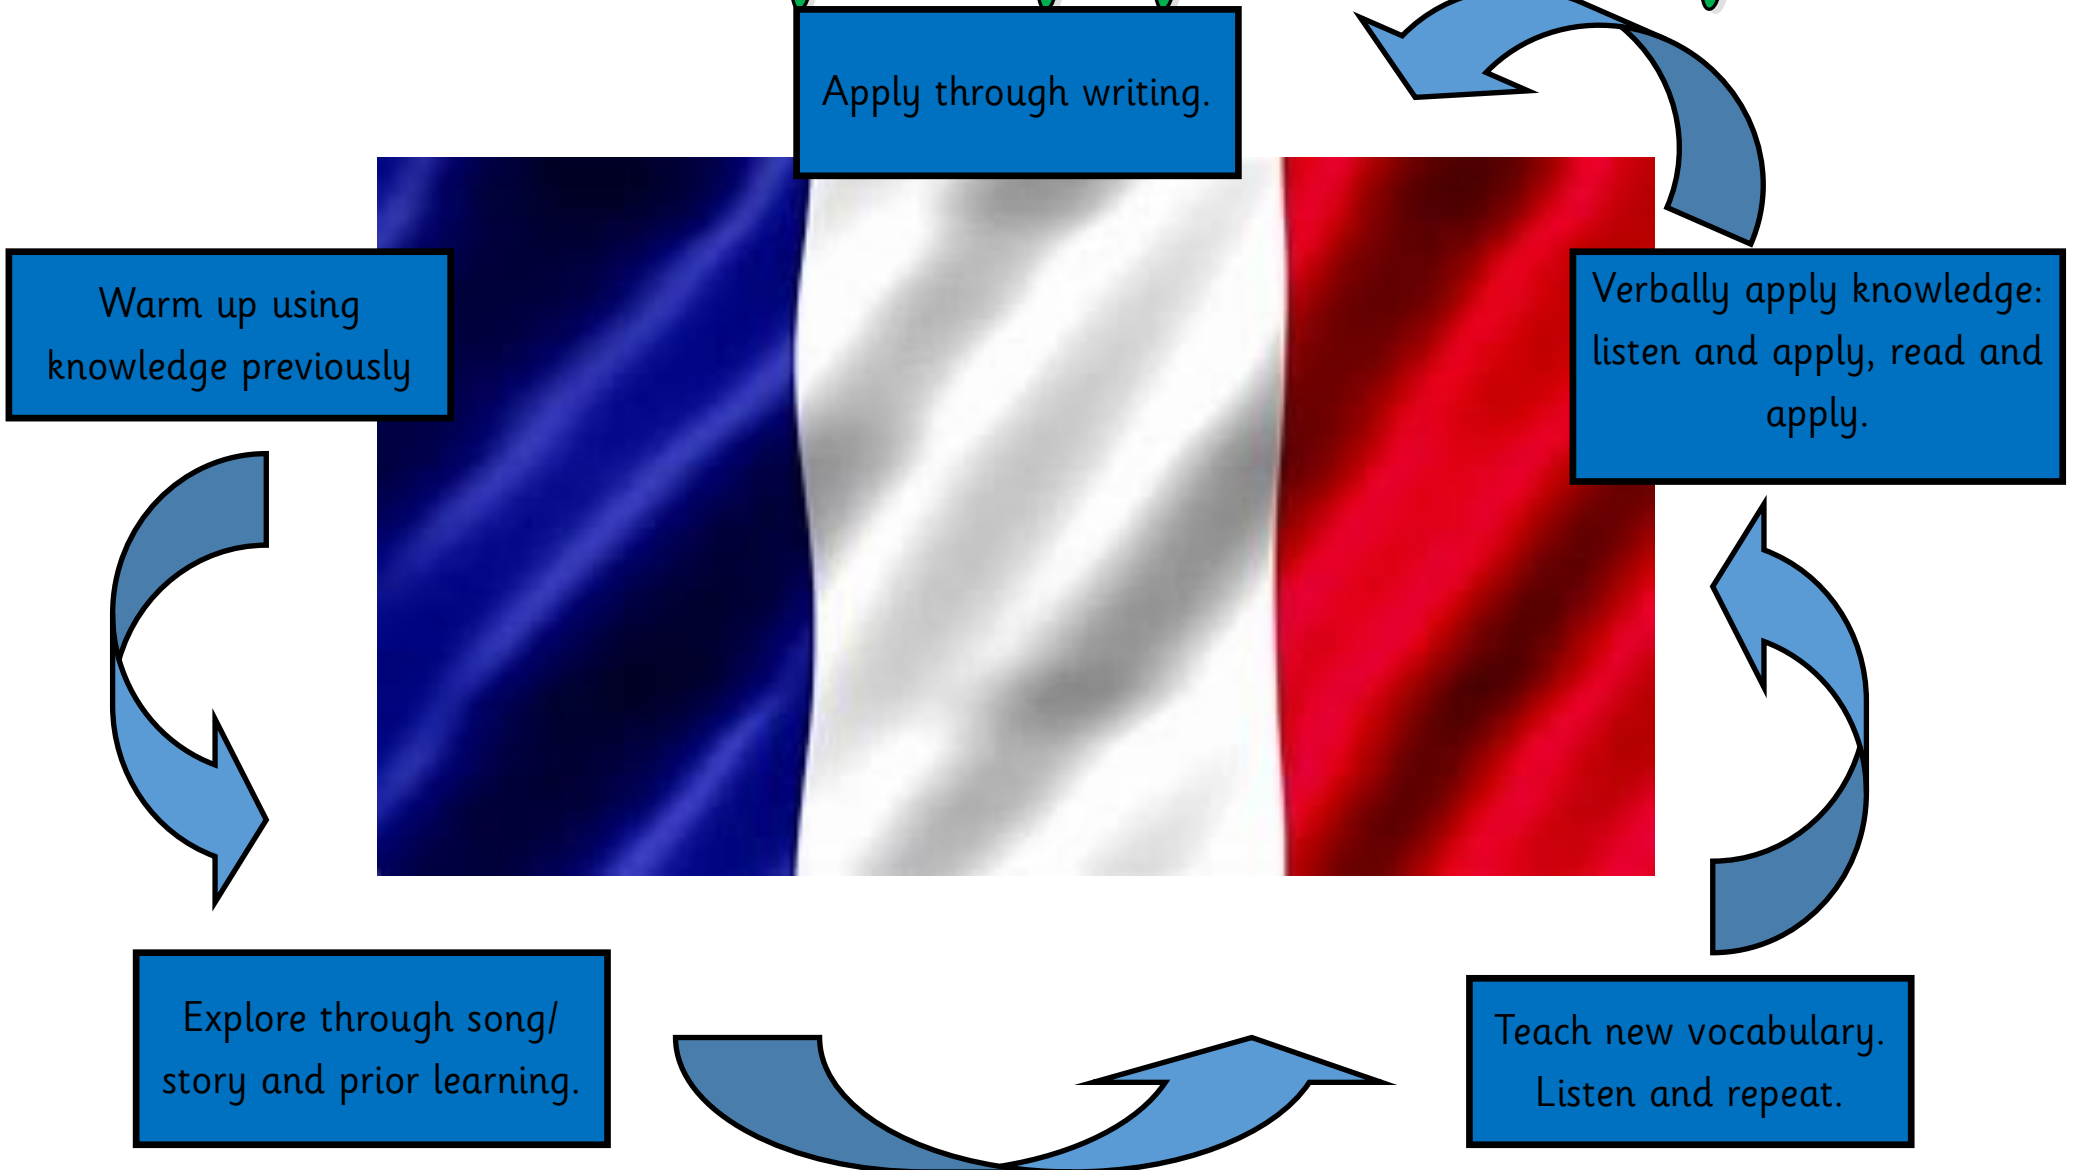 Apply through writing.
Warm up using
knowledge previously
Verbally apply knowledge:
listen and apply, read and
apply.
Explore through song/
story and prior learning.
Teach new vocabulary.
Listen and repeat.